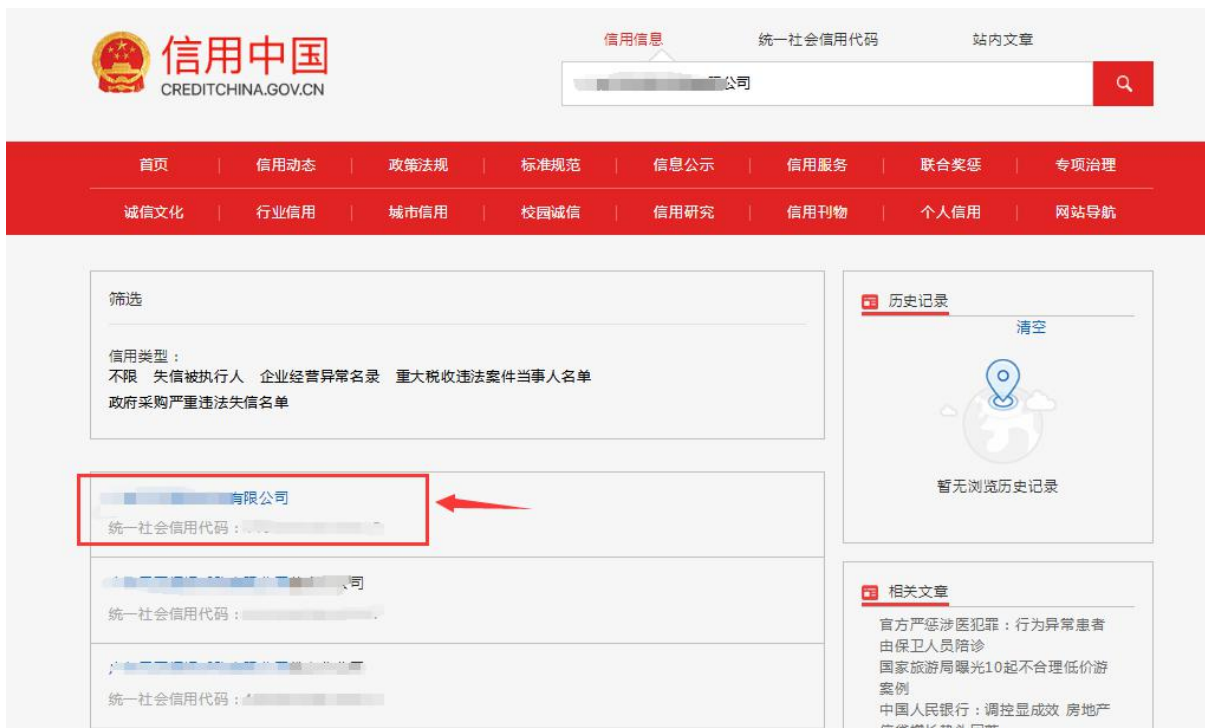 信用中国
CREDITCHINA.GOV.CN
信用信息 统一社会信用代码 站内文章
公司
首页 信用动态 政策法规 标准规范 信息公示 信用服务 联合奖惩 专项治理
诚信文化 行业信用 城市信用 校园诚信 信用研究 信用刊物 个人信用 网站导航
筛选
信用类型：
不限 失信被执行人 企业经营异常名录 重大税收违法案件当事人名单
政府采购严重违法失信名单
有限公司
统一社会信用代码：
司
统一社会信用代码：
统一社会信用代码：
历史记录
清空
暂无浏览历史记录
相关文章
官方严惩涉医犯罪：行为异常患者
由保卫人员陪诊
国家旅游局曝光10起不合理低价游
案例
中国人民银行：调控显成效 房地产